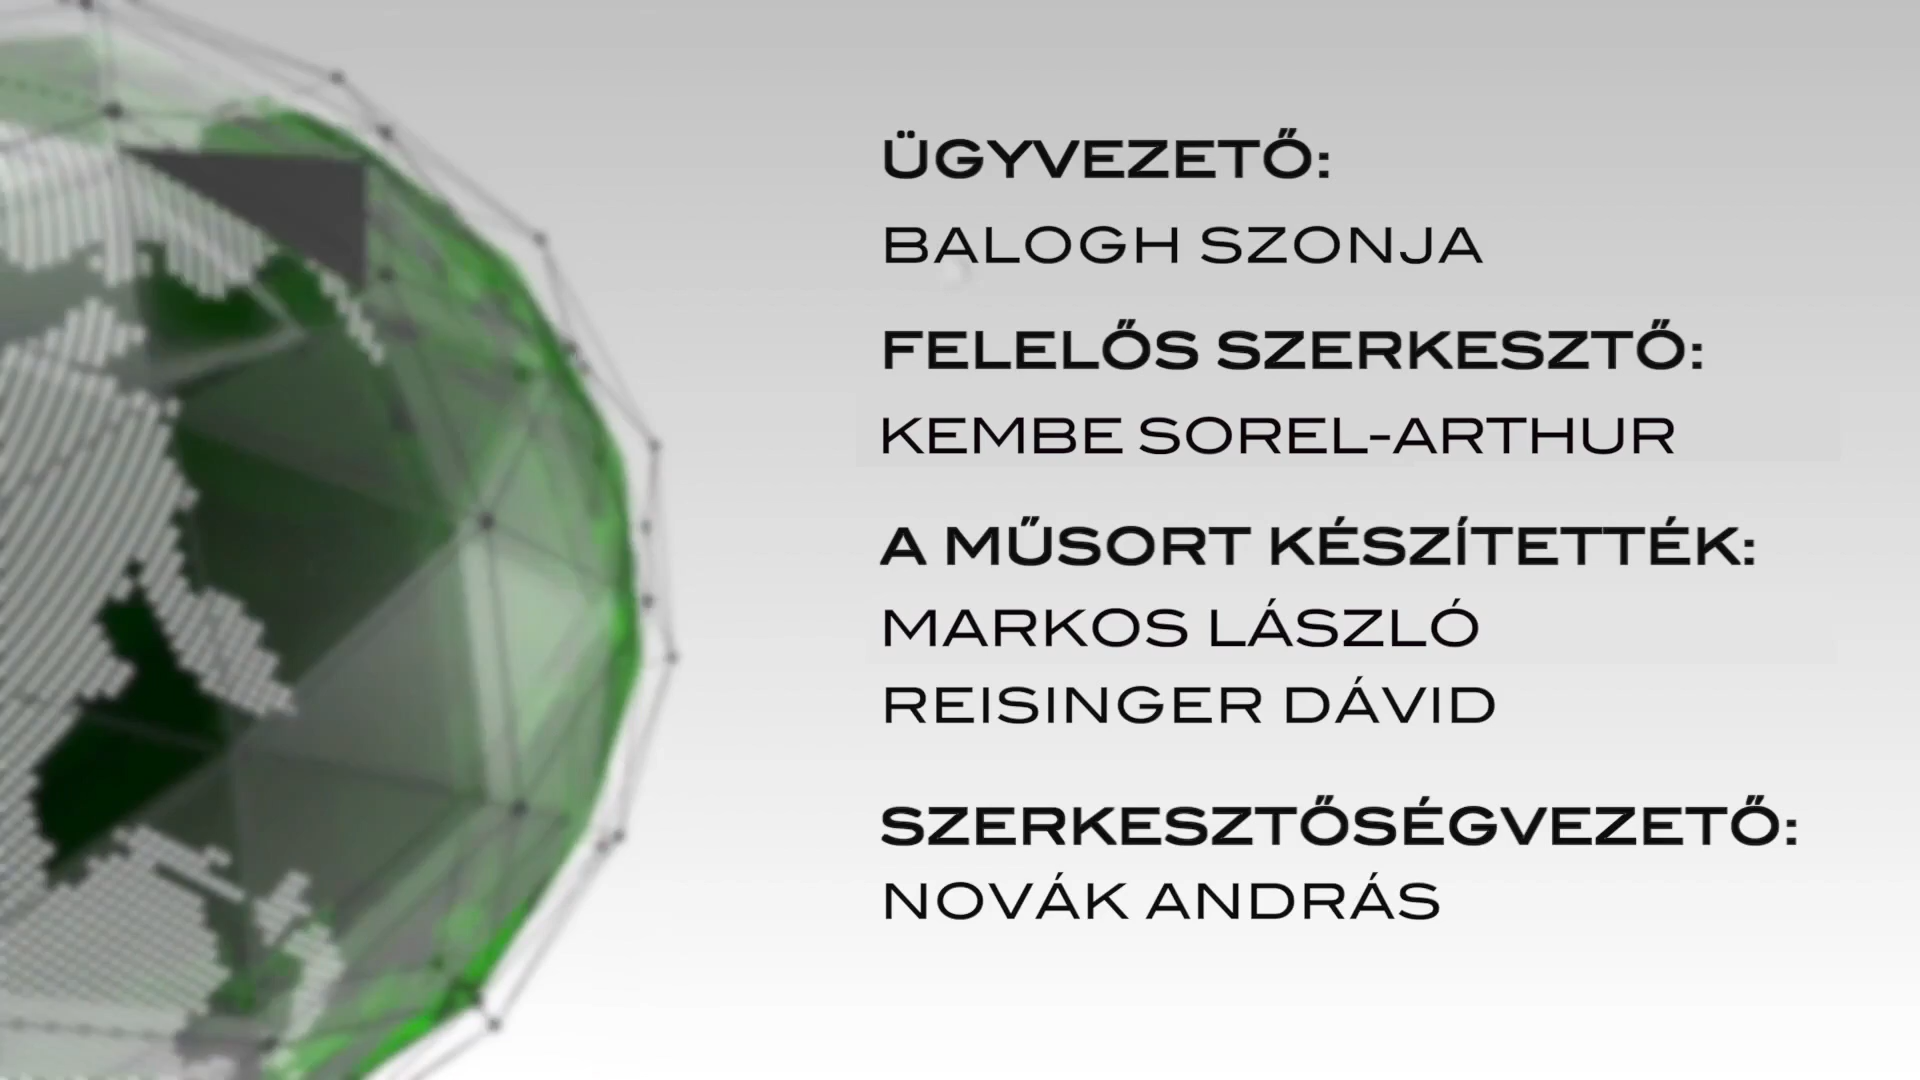 ÜGYVEZETŐ:
BALOGH SZONJA
FELELŐS SZERKESZTŐ:
KEMBE SOREL-ARTHUR
A MŰSORT KÉSZÍTETTÉK:
MARKOS LÁSZLÓ
REISINGER DÁVID
SZERKESZTŐSÉGVEZETŐ:
NOVÁK ANDRÁS